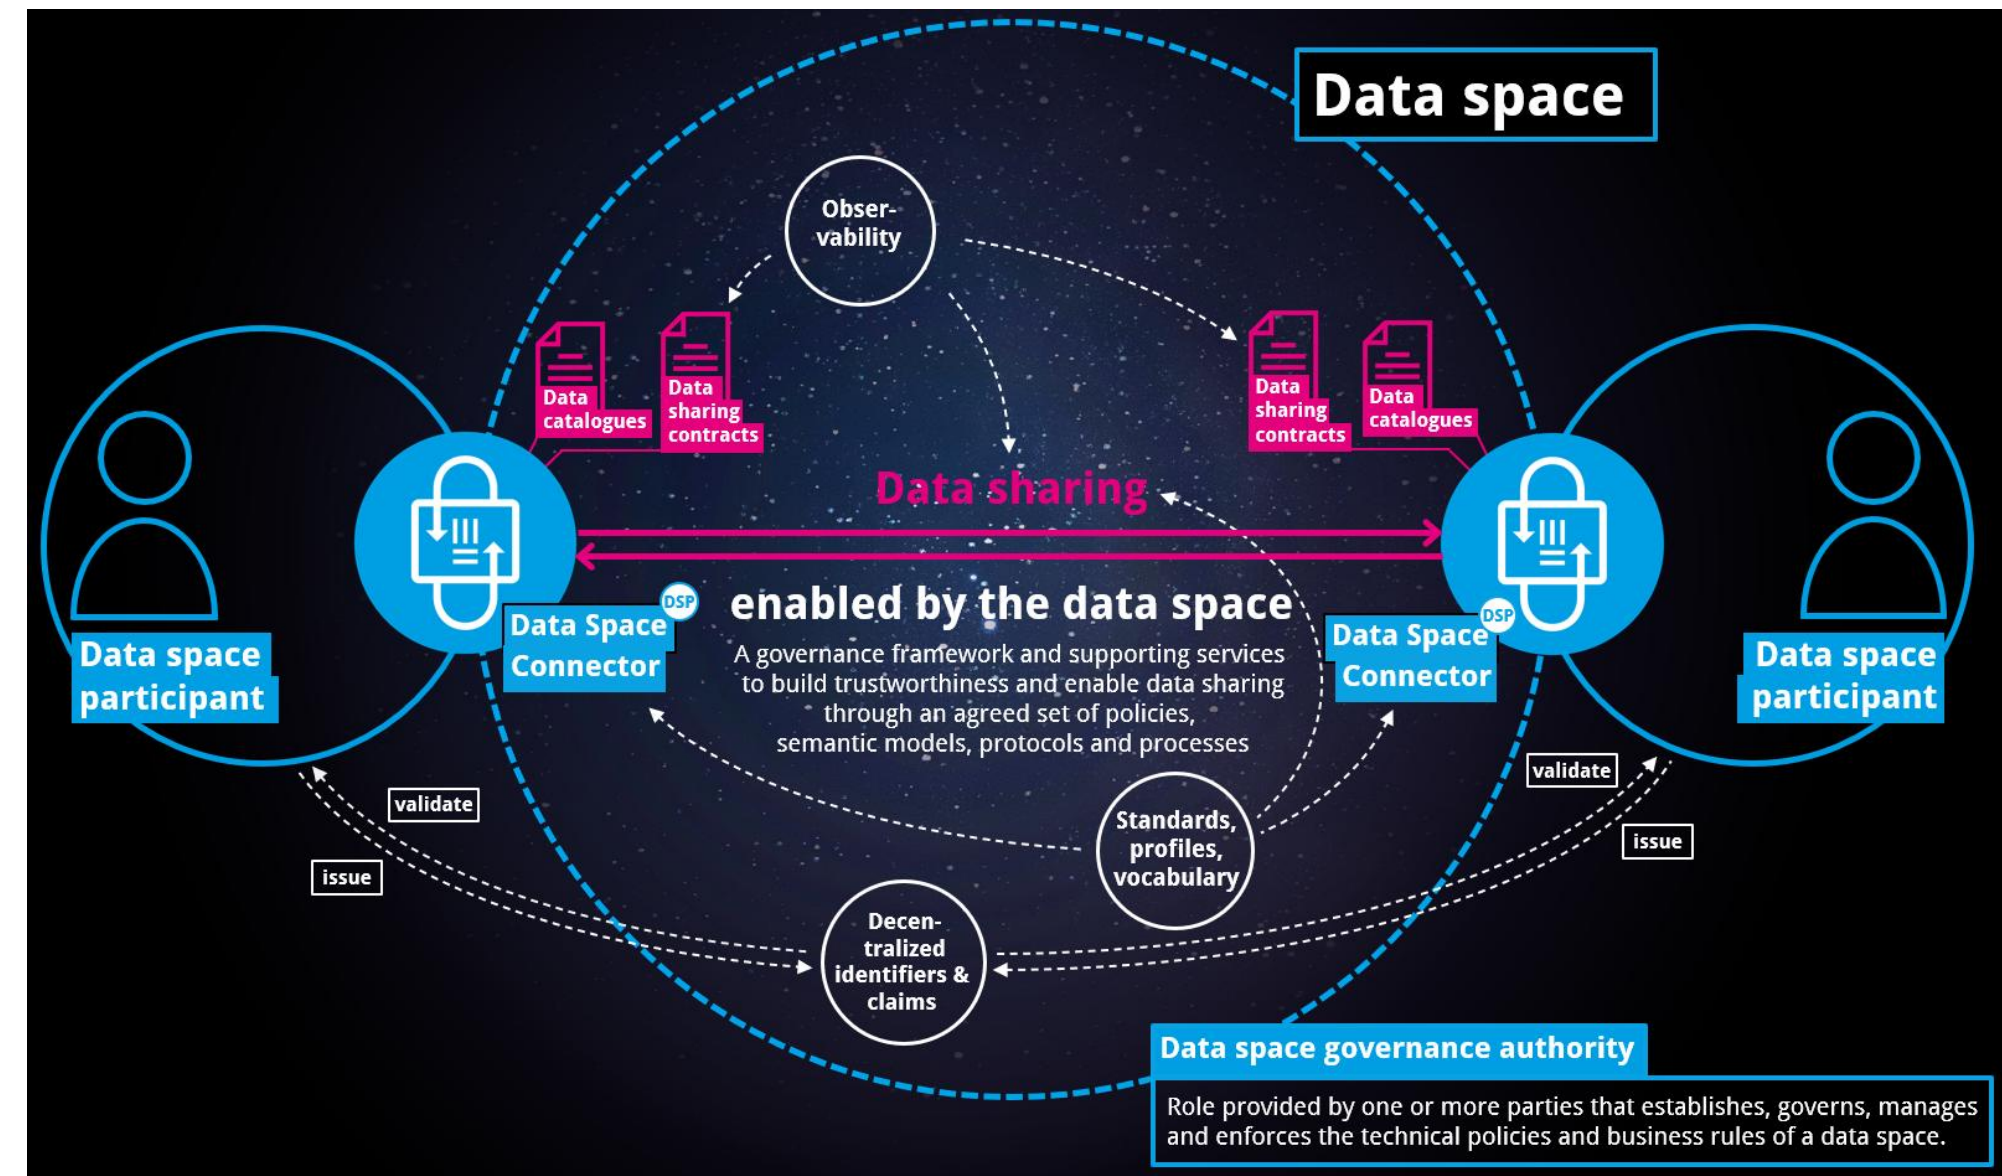 Data space
Obser-
vability
Data
catalogues
Data
sharing
contracts
Data
sharing
contracts
Data
catalogues
Data sharing
enabled by the data space
A governance framework and supporting services
to build trustworthiness and enable data sharing
through an agreed set of policies,
semantic models, protocols and processes
DSP
Data Space
Connector
DSP
Data Space
Connector
Data space
participant
Data space
participant
validate
issue
validate
issue
Standards,
profiles,
vocabulary
Decen-
tralized
identifiers &
claims
Data space governance authority
Role provided by one or more parties that establishes, governs, manages
and enforces the technical policies and business rules of a data space.